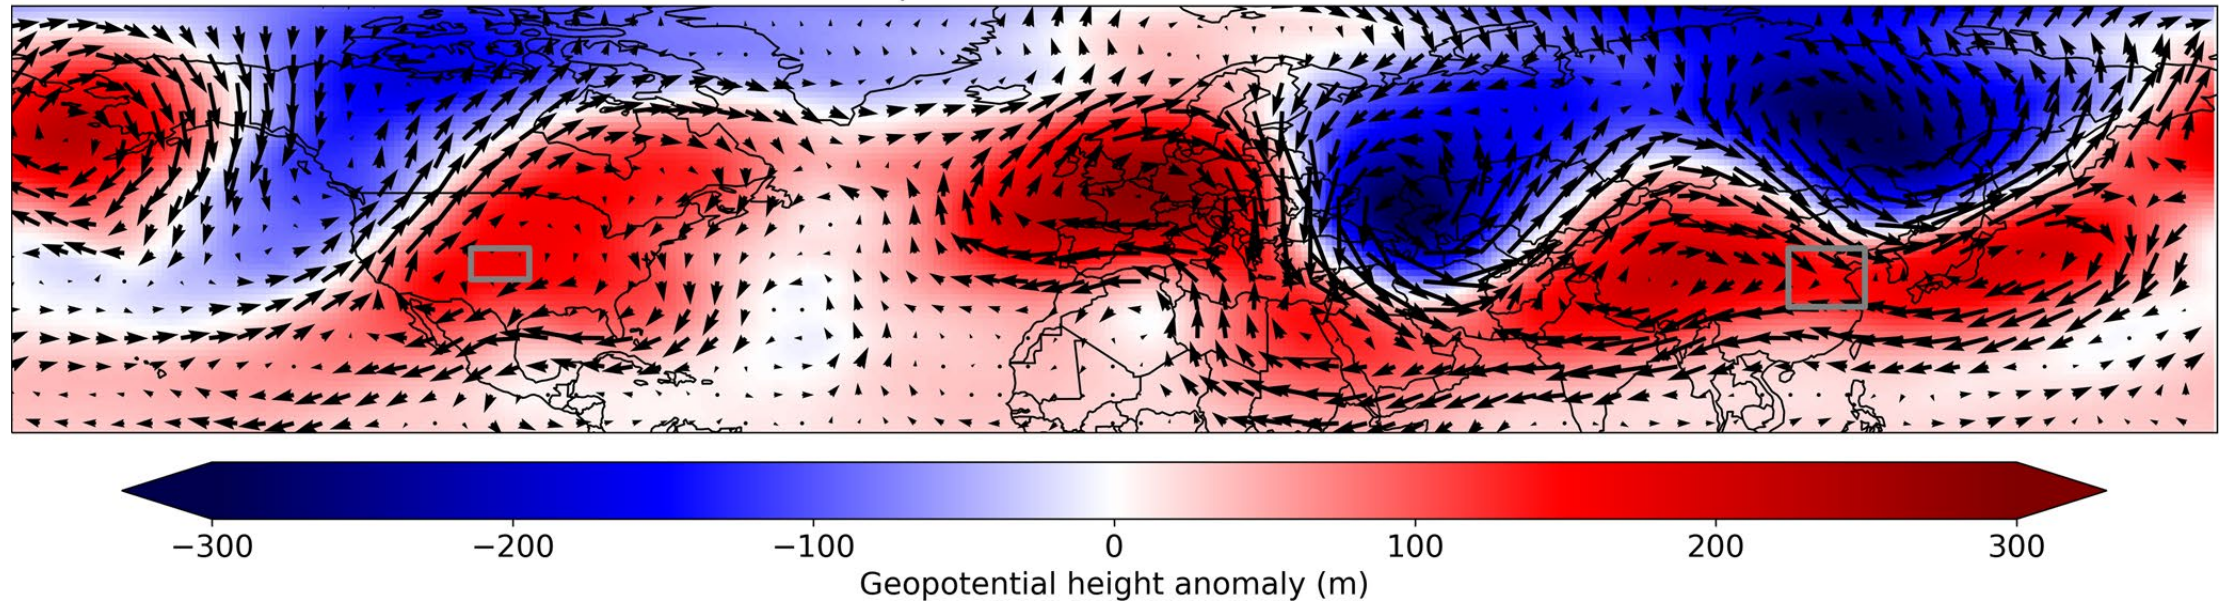 −300 −200 −100 0 100 200 300
Geopotential height anomaly (m)